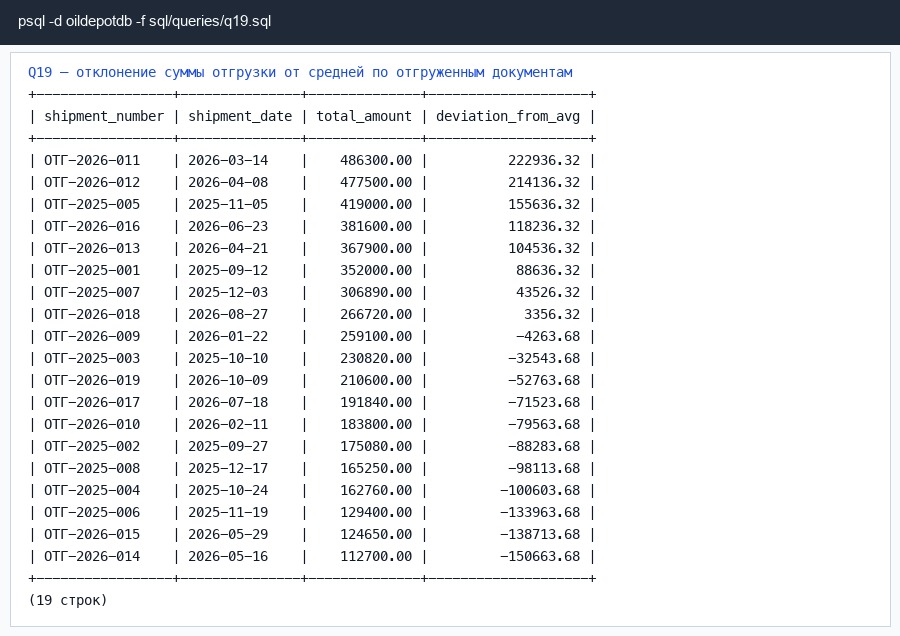 psql -d oildepotdb -f sql/queries/q19.sql
Q19 — отклонение суммы отгрузки от средней по отгруженным документам
+—————————————————+———————————————+——————————————+————————————————————+
| shipment_number | shipment_date | total_amount | deviation_from_avg |
+—————————————————+———————————————+——————————————+————————————————————+
| ОТГ–2026–011    | 2026–03–14    |    486300.00 |          222936.32 |
| ОТГ–2026–012    | 2026–04–08    |    477500.00 |          214136.32 |
| ОТГ–2025–005    | 2025–11–05    |    419000.00 |          155636.32 |
| ОТГ–2026–016    | 2026–06–23    |    381600.00 |          118236.32 |
| ОТГ–2026–013    | 2026–04–21    |    367900.00 |          104536.32 |
| ОТГ–2025–001    | 2025–09–12    |    352000.00 |           88636.32 |
| ОТГ–2025–007    | 2025–12–03    |    306890.00 |           43526.32 |
| ОТГ–2026–018    | 2026–08–27    |    266720.00 |            3356.32 |
| ОТГ–2026–009    | 2026–01–22    |    259100.00 |           –4263.68 |
| ОТГ–2025–003    | 2025–10–10    |    230820.00 |          –32543.68 |
| ОТГ–2026–019    | 2026–10–09    |    210600.00 |          –52763.68 |
| ОТГ–2026–017    | 2026–07–18    |    191840.00 |          –71523.68 |
| ОТГ–2026–010    | 2026–02–11    |    183800.00 |          –79563.68 |
| ОТГ–2025–002    | 2025–09–27    |    175080.00 |          –88283.68 |
| ОТГ–2025–008    | 2025–12–17    |    165250.00 |          –98113.68 |
| ОТГ–2025–004    | 2025–10–24    |    162760.00 |         –100603.68 |
| ОТГ–2025–006    | 2025–11–19    |    129400.00 |         –133963.68 |
| ОТГ–2026–015    | 2026–05–29    |    124650.00 |         –138713.68 |
| ОТГ–2026–014    | 2026–05–16    |    112700.00 |         –150663.68 |
+—————————————————+———————————————+——————————————+————————————————————+
(19 строк)